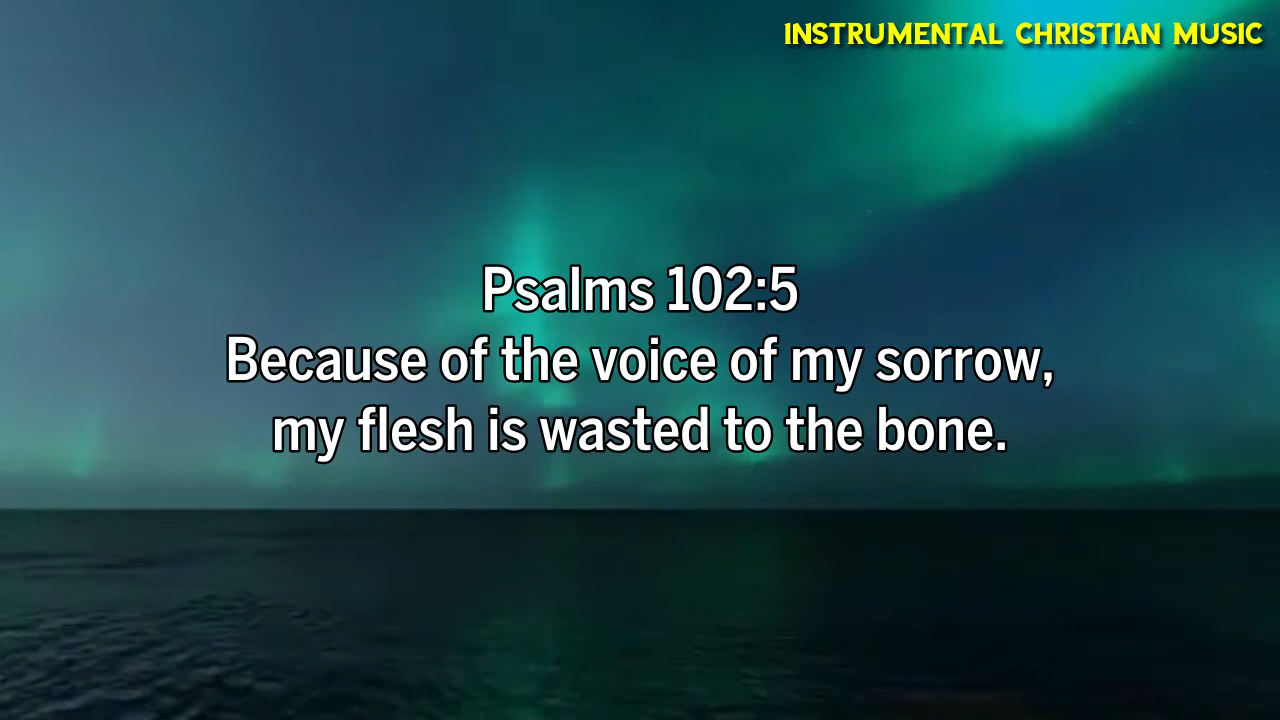 INSTRUMENTAL CHRISTIAN MUSIC
Psalms 102:5
Because of the voice of my sorrow,
my flesh is wasted to the bone.